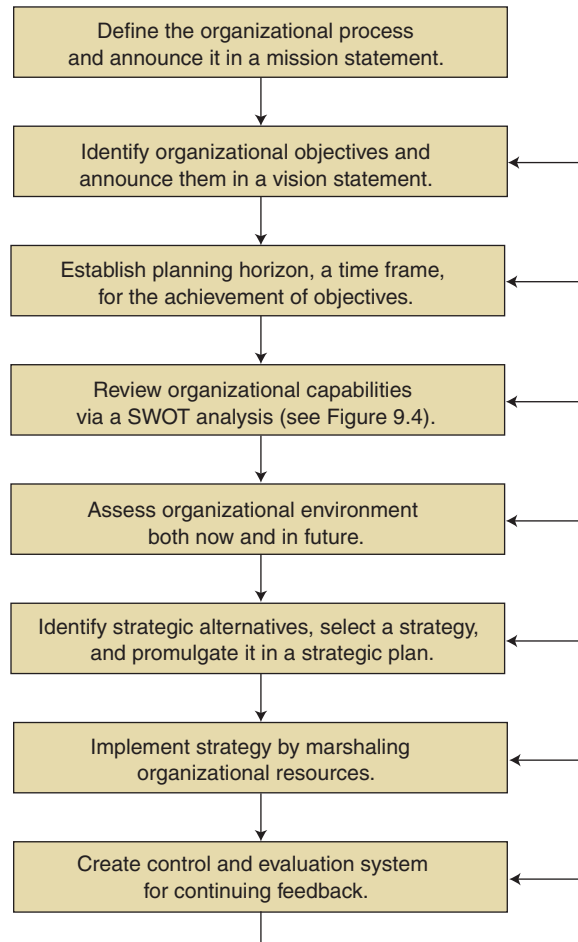 Define the organizational process
and announce it in a mission statement.
Identify organizational objectives and
announce them in a vision statement.
Establish planning horizon, a time frame,
for the achievement of objectives.
Review organizational capabilities
via a SWOT analysis (see Figure 9.4).
Assess organizational environment
both now and in future.
Identify strategic alternatives, select a strategy,
and promulgate it in a strategic plan.
Implement strategy by marshaling
organizational resources.
Create control and evaluation system
for continuing feedback.